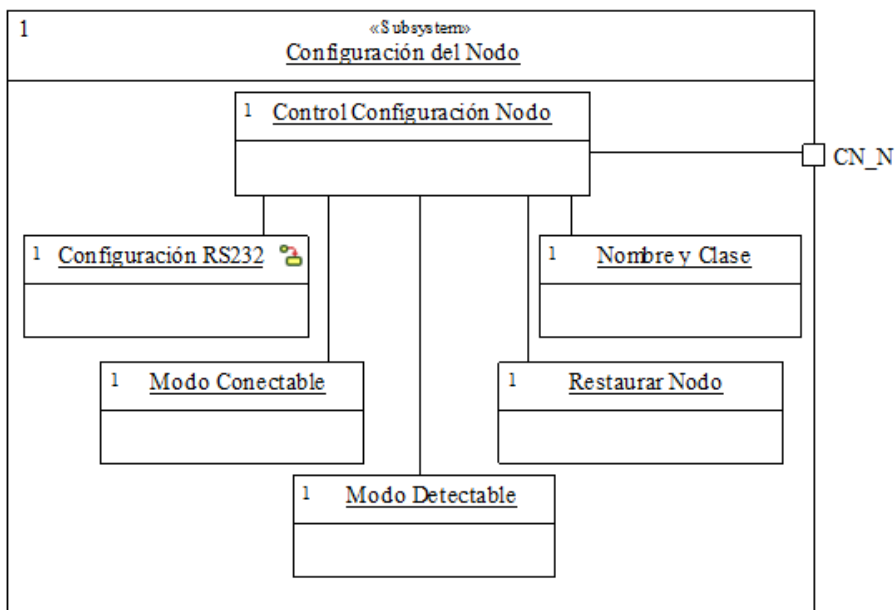 1
«Subsystem»
Configuración del Nodo
1 Control Configuración Nodo
CN_N
1 Configuración RS232
1 Nombre y Clase
1 Modo Conectable
1 Restaurar Nodo
1 Modo Detectable